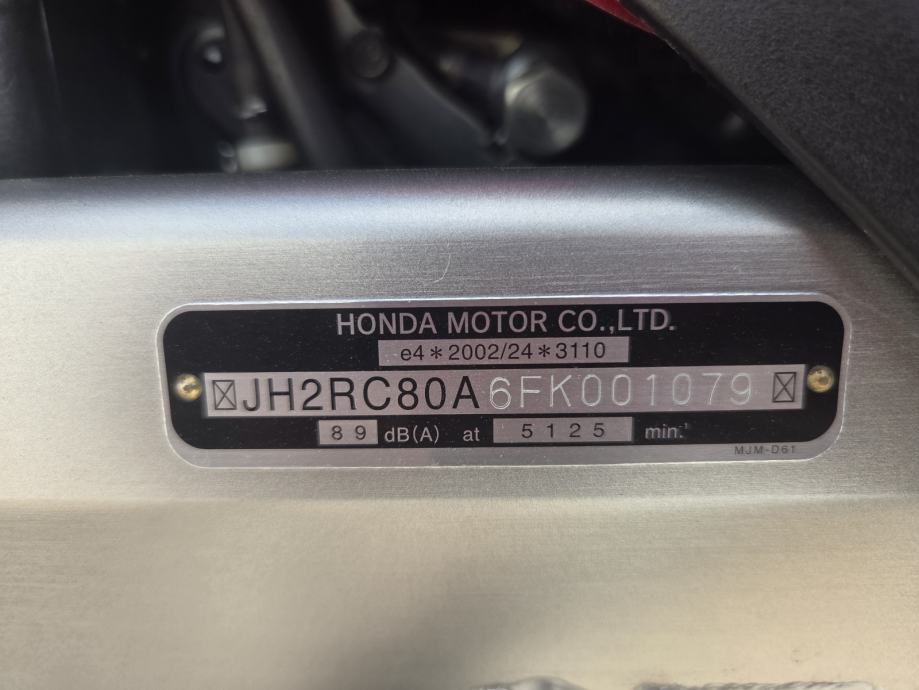 HONDA MOTOR CO.,LTD.
e4*2002/24*3110
JH2RC80A6FK001079
89 dB(A) at 5125 min.⁻¹
MJM-D61